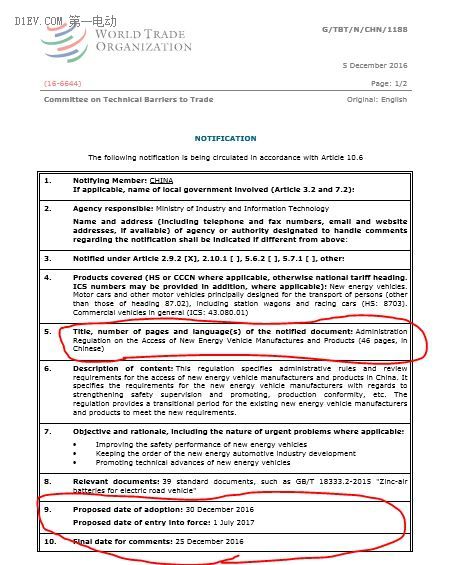 D1EV.COM 第一电动
WORLD TRADE
ORGANIZATION
G/TBT/N/CHN/1188
5 December 2016
(16-6644)
Page: 1/2
Committee on Technical Barriers to Trade
Original: English
NOTIFICATION
The following notification is being circulated in accordance with Article 10.6
1. Notifying Member: CHINA
If applicable, name of local government involved (Article 3.2 and 7.2):
2. Agency responsible: Ministry of Industry and Information Technology
Name and address (including telephone and fax numbers, email and website
addresses, if available) of agency or authority designated to handle comments
regarding the notification shall be indicated if different from above:
3. Notified under Article 2.9.2 [X], 2.10.1 [ ], 5.6.2 [ ], 5.7.1 [ ], other:
4. Products covered (HS or CCCN where applicable, otherwise national tariff heading.
ICS numbers may be provided in addition, where applicable): New energy vehicles.
Motor cars and other motor vehicles principally designed for the transport of persons (other
than those of heading 87.02), including station wagons and racing cars (HS: 8703).
Commercial vehicles in general (ICS: 43.080.01)
5. Title, number of pages and language(s) of the notified document: Administration
Regulation on the Access of New Energy Vehicle Manufactures and Products (46 pages, in
Chinese)
6. Description of content: This regulation specifies administrative rules and review
requirements for the access of new energy vehicle manufacturers and products in China. It
specifies the requirements for the new energy vehicle manufacturers with regards to
strengthening safety supervision and promoting, production conformity, etc. The
regulation provides a transitional period for the existing new energy vehicle manufacturers
and products to meet the new requirements.
7. Objective and rationale, including the nature of urgent problems where applicable:
• Improving the safety performance of new energy vehicles
• Keeping the order of the new energy automotive industry development
• Promoting technical advances of new energy vehicles
8. Relevant documents: 39 standard documents, such as GB/T 18333.2-2015 "Zinc-air
batteries for electric road vehicle"
9. Proposed date of adoption: 30 December 2016
Proposed date of entry into force: 1 July 2017
10. Final date for comments: 25 December 2016